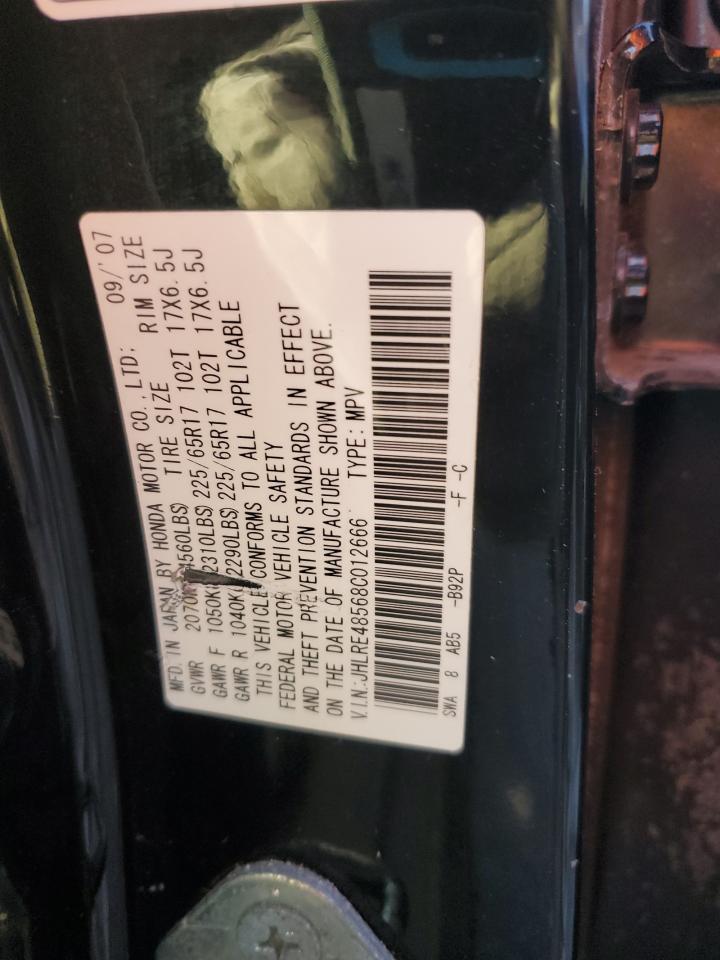 MFD. IN JAPAN BY HONDA MOTOR CO., LTD; 09/'07
GVWR 2070K 4560LBS) TIRE SIZE RIM SIZE
GAWR F 1050K 2310LBS) 225/65R17 102T 17X6. 5J
GAWR R 1040K 2290LBS) 225/65R17 102T 17X6. 5J
THIS VEHICLE CONFORMS TO ALL APPLICABLE
FEDERAL MOTOR VEHICLE SAFETY
AND THEFT PREVENTION STANDARDS IN EFFECT
ON THE DATE OF MANUFACTURE SHOWN ABOVE.
V.I.N.:JHLRE48568C012666 TYPE: MPV
SWA 8 AB5 -B92P -F -C